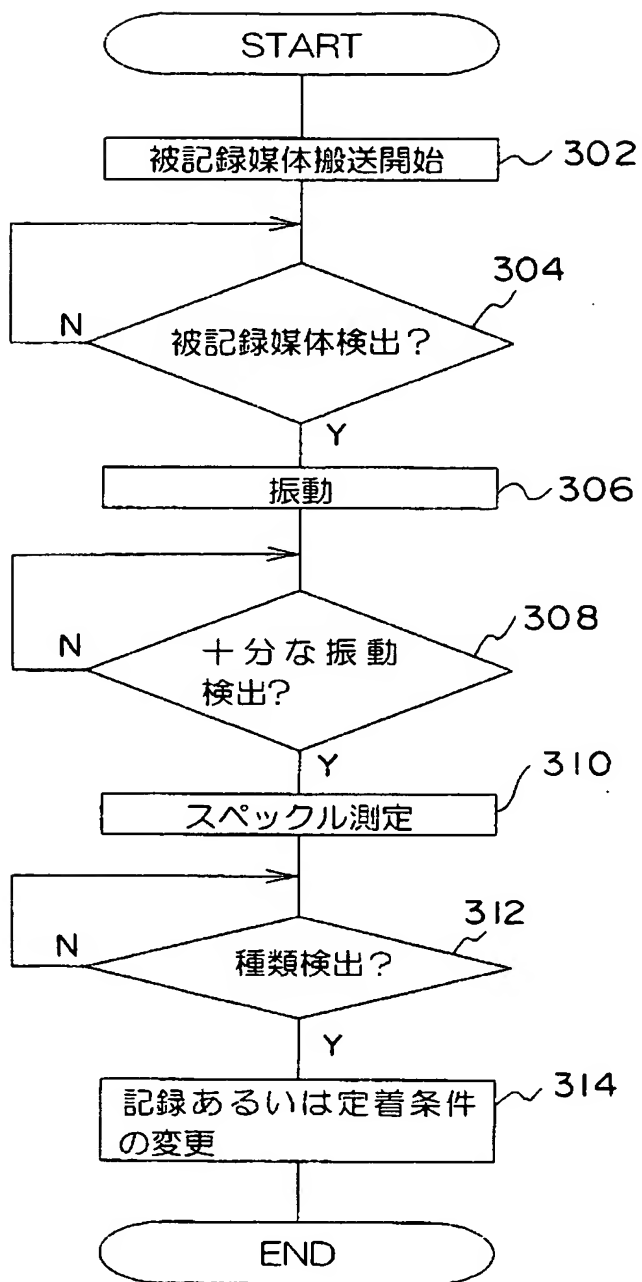 START
被記録媒体搬送開始
302
304
N
被記録媒体検出？
Y
振動
306
308
N
十分な振動
検出？
Y
310
スペックル測定
312
N
種類検出？
Y
314
記録あるいは定着条件
の変更
END